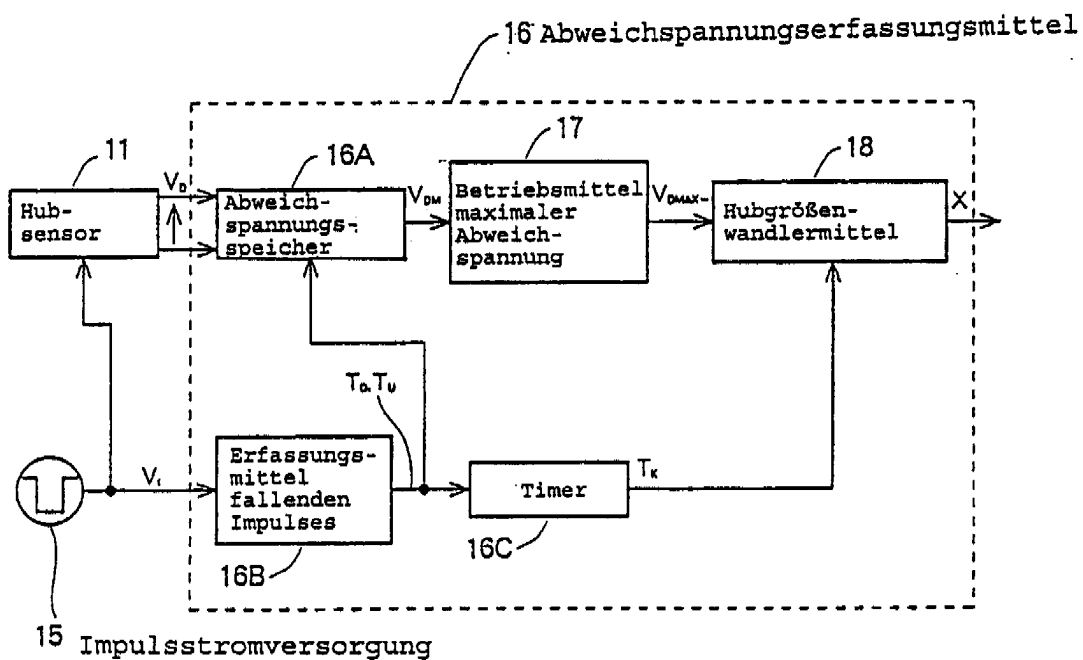 16 Abweichspannungserfassungsmittel
11
16A
17
18
Hub-
sensor
V_D
Abweich-
spannungs-
speicher
V_DM
Betriebsmittel
maximaler
Abweich-
spannung
V_DMAX-
Hubgrößen-
wandlermittel
X
T_D, T_U
V_1
Erfassungs-
mittel
fallenden
Impulses
Timer
T_K
16B
16C
15 Impulsstromversorgung